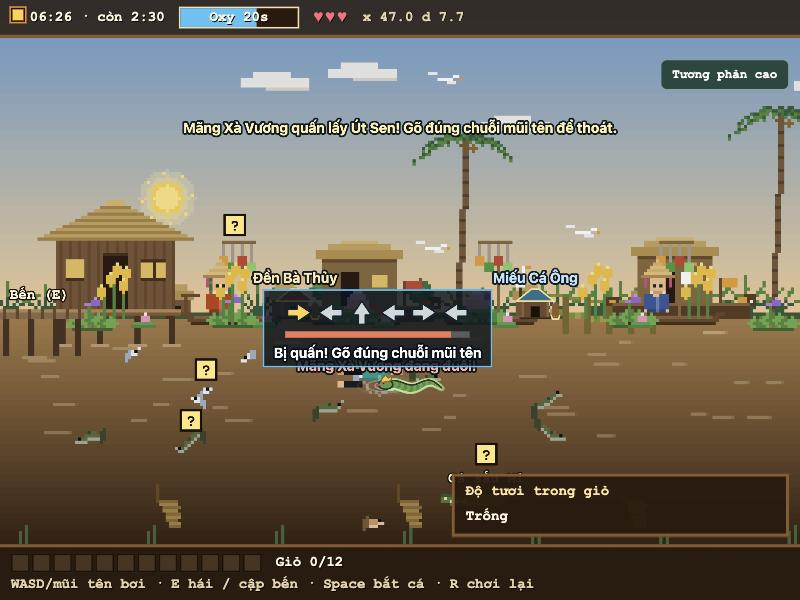 06:26 · còn 2:30
Oxy 20s
x 47.0 d 7.7
Tương phản cao
Mãng Xà Vương quấn lấy Út Sen! Gõ đúng chuỗi mũi tên để thoát.
?
Đền Bà Thủy
Miếu Cá Ông
Bến (E)
Bị quấn! Gõ đúng chuỗi mũi tên
Mãng Xà Vương đang đuổi!
?
?
?
Độ tươi trong giỏ
Trống
Giỏ 0/12
WASD/mũi tên bơi · E hái / cập bến · Space bắt cá · R chơi lại